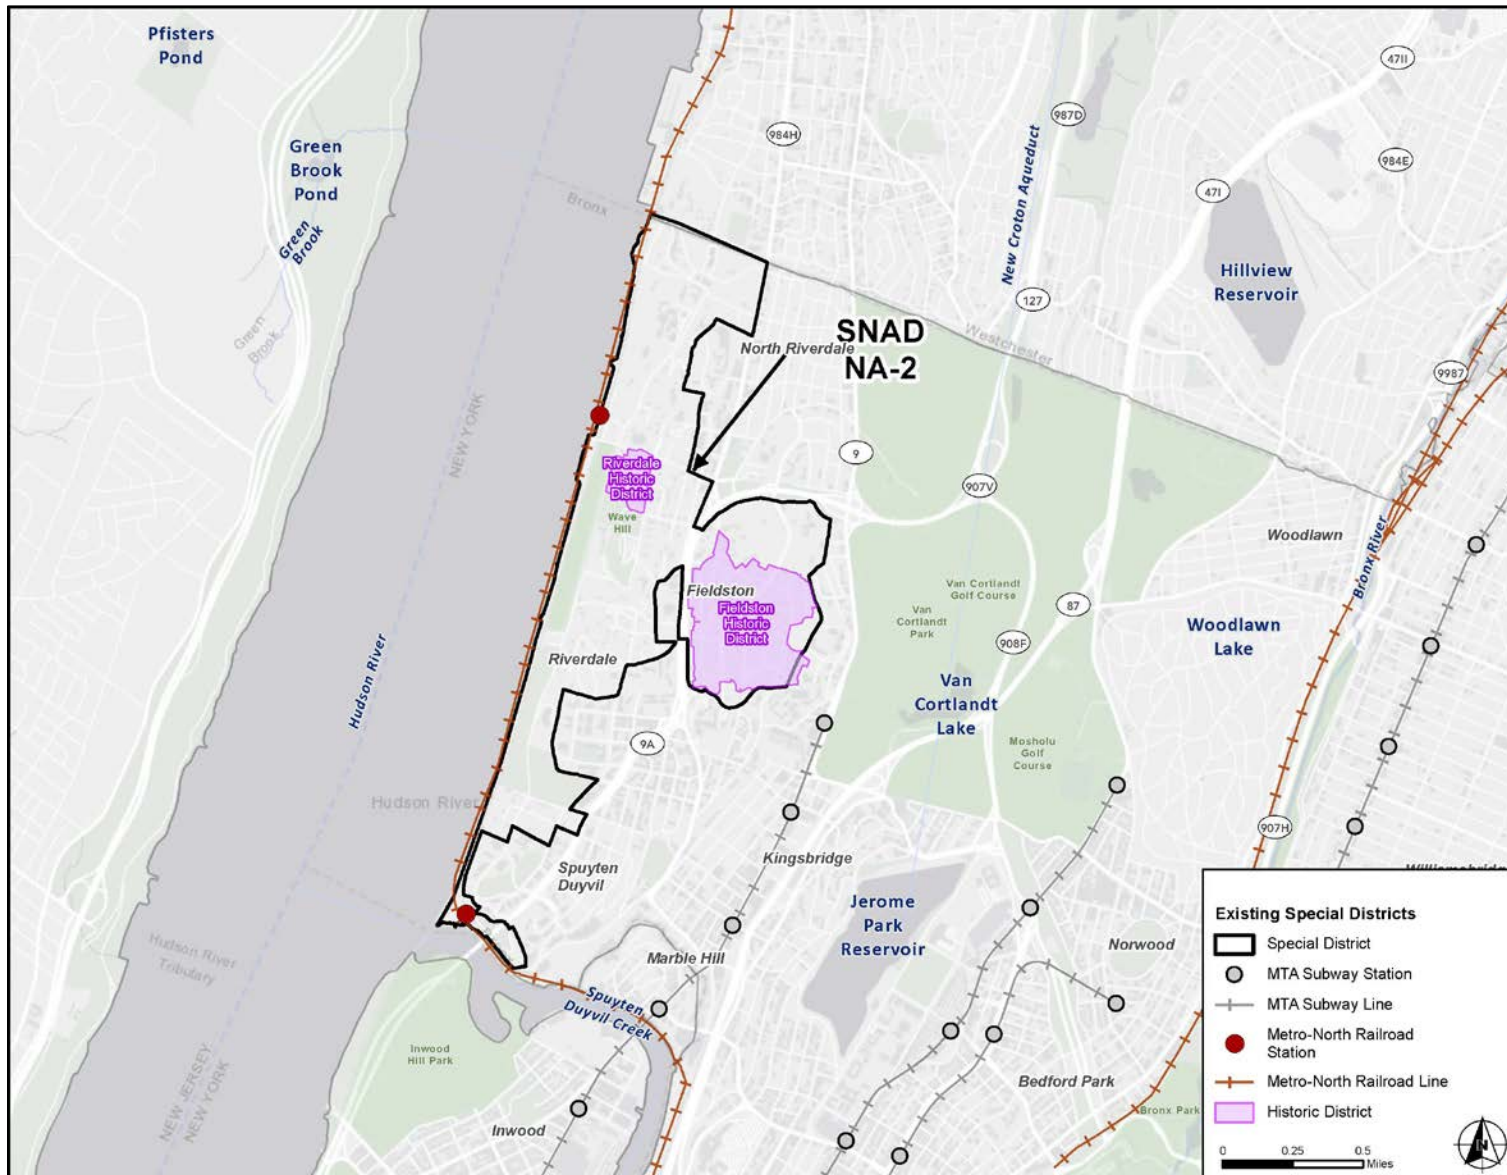 Pfisters
Pond
47II
984H
987D
Green
Brook
Pond
984E
New Croton Aqueduct
47I
Bronx
Green
Brook
Hillview
Reservoir
127
Green
Brook
SNAD
NA-2
North Riverdale
Westchester
9987
NEW YORK
9
Riverdale
Historic
District
907V
Wave
Hill
Woodlawn
Bronx River
Fieldston
Fieldston
Historic
District
Van Cortlandt
Golf Course
Van
Cortlandt
Park
87
908F
Woodlawn
Lake
Riverdale
Hudson River
Van
Cortlandt
Lake
9A
Mosholu
Golf
Course
Hudson River
907H
Kingsbridge
Spuyten
Duyvil
Jerome
Park
Reservoir
Norwood
Hudson River
Tributary
Marble Hill
Spuyten
Duyvil Creek
Inwood
Hill Park
Bedford Park
NEW JERSEY
NEW YORK
Inwood
Bronx Park
Existing Special Districts
Special District
MTA Subway Station
MTA Subway Line
Metro-North Railroad
Station
Metro-North Railroad Line
Historic District
0 0.25 0.5
Miles
N